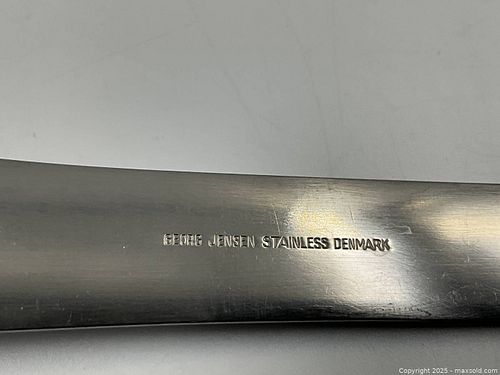 GEORG JENSEN STAINLESS DENMARK
Copyright 2025 - maxsold.com